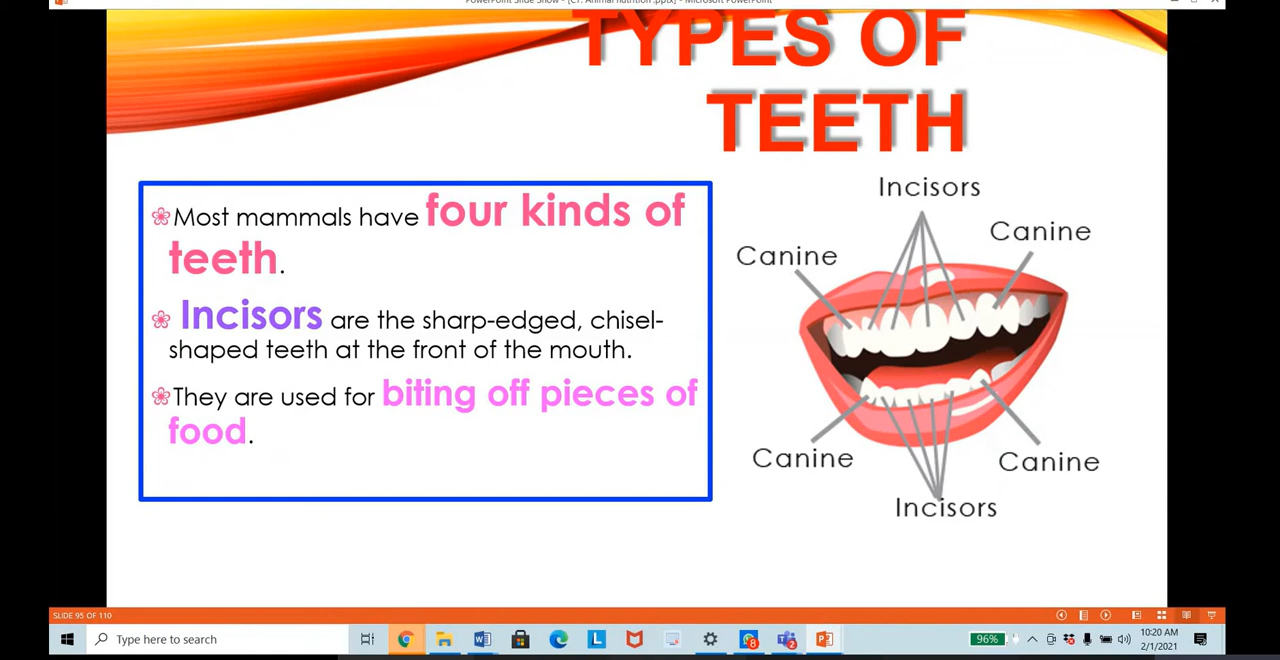 PowerPoint Slide Show - [C7. Animal nutrition .pptx] - Microsoft PowerPoint
TYPES OF
TEETH
Most mammals have four kinds of
teeth.
Incisors are the sharp-edged, chisel-
shaped teeth at the front of the mouth.
They are used for biting off pieces of
food.
Incisors
Canine
Canine
Canine
Canine
Incisors
SLIDE 95 OF 110
Type here to search
96%
10:20 AM
2/1/2021